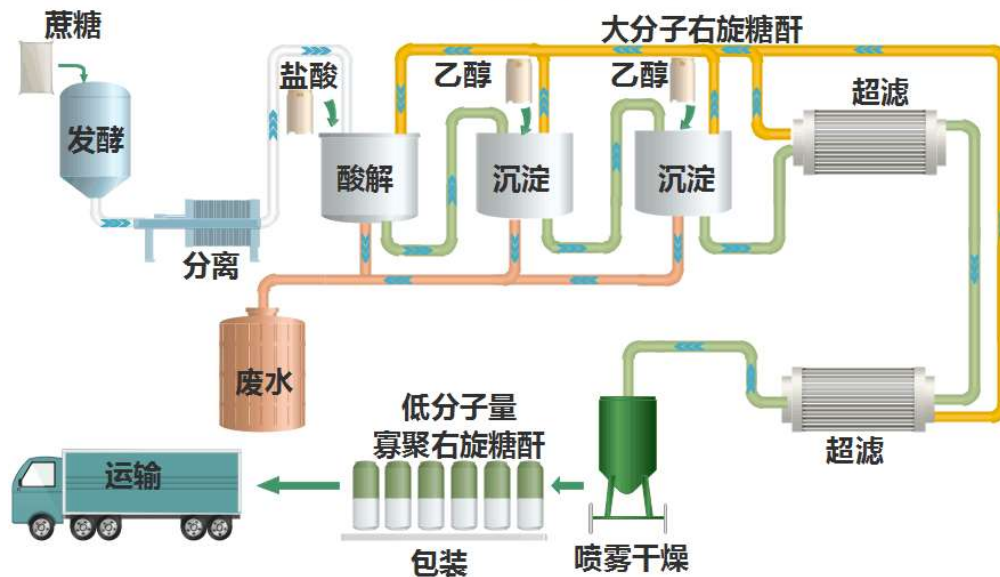 蔗糖
大分子右旋糖酐
盐酸
乙醇
乙醇
超滤
发酵
酸解
沉淀
沉淀
分离
废水
低分子量
寡聚右旋糖酐
超滤
运输
包装
喷雾干燥